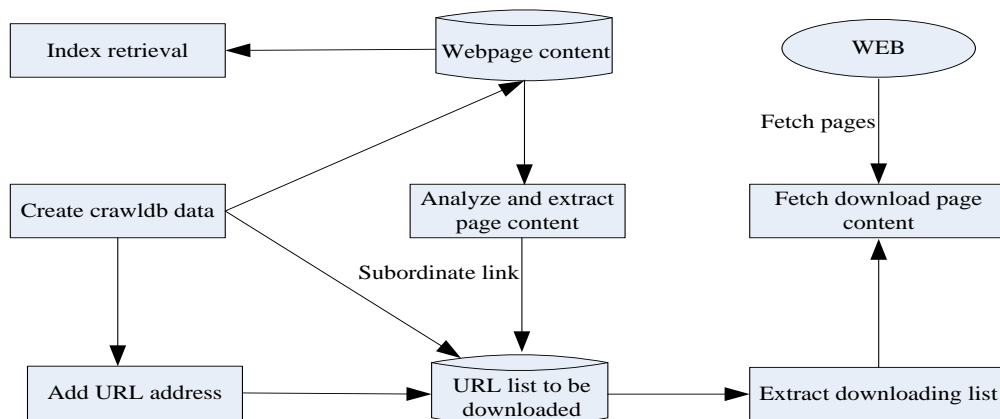 Index retrieval
Webpage content
WEB
Fetch pages
Create crawldb data
Analyze and extract
page content
Fetch download page
content
Subordinate link
Add URL address
URL list to be
downloaded
Extract downloading list